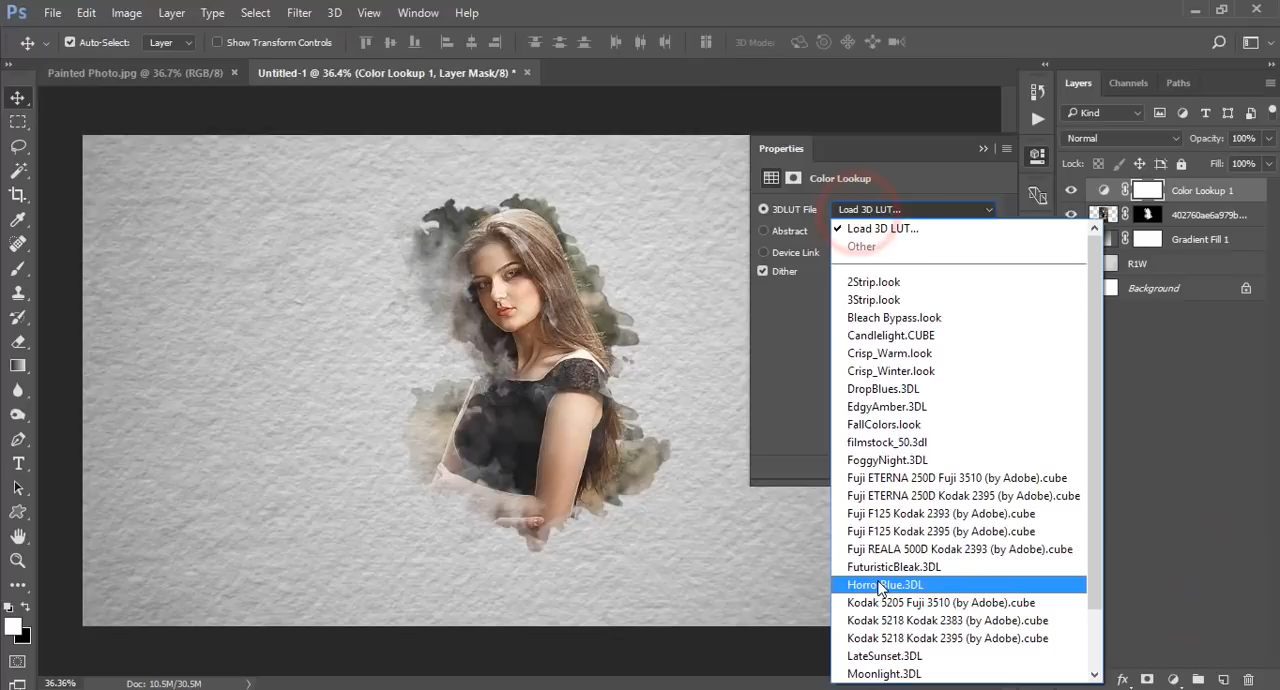 Ps File Edit Image Layer Type Select Filter 3D View Window Help
Auto-Select: Layer Show Transform Controls 3D Mode:
Painted Photo.jpg @ 36.7% (RGB/8) × Untitled-1 @ 36.4% (Color Lookup 1, Layer Mask/8) * ×
Layers Channels Paths
Kind
Normal Opacity: 100%
Lock: Fill: 100%
Color Lookup 1
402760ae6a979b...
Gradient Fill 1
R1W
Background
Properties
Color Lookup
3DLUT File Load 3D LUT...
Abstract
Device Link
Dither
Load 3D LUT...
Other
2Strip.look
3Strip.look
Bleach Bypass.look
Candlelight.CUBE
Crisp_Warm.look
Crisp_Winter.look
DropBlues.3DL
EdgyAmber.3DL
FallColors.look
filmstock_50.3dl
FoggyNight.3DL
Fuji ETERNA 250D Fuji 3510 (by Adobe).cube
Fuji ETERNA 250D Kodak 2395 (by Adobe).cube
Fuji F125 Kodak 2393 (by Adobe).cube
Fuji F125 Kodak 2395 (by Adobe).cube
Fuji REALA 500D Kodak 2393 (by Adobe).cube
FuturisticBleak.3DL
HorrorBlue.3DL
Kodak 5205 Fuji 3510 (by Adobe).cube
Kodak 5218 Kodak 2383 (by Adobe).cube
Kodak 5218 Kodak 2395 (by Adobe).cube
LateSunset.3DL
Moonlight.3DL
36.36% Doc: 10.5M/30.5M
fx